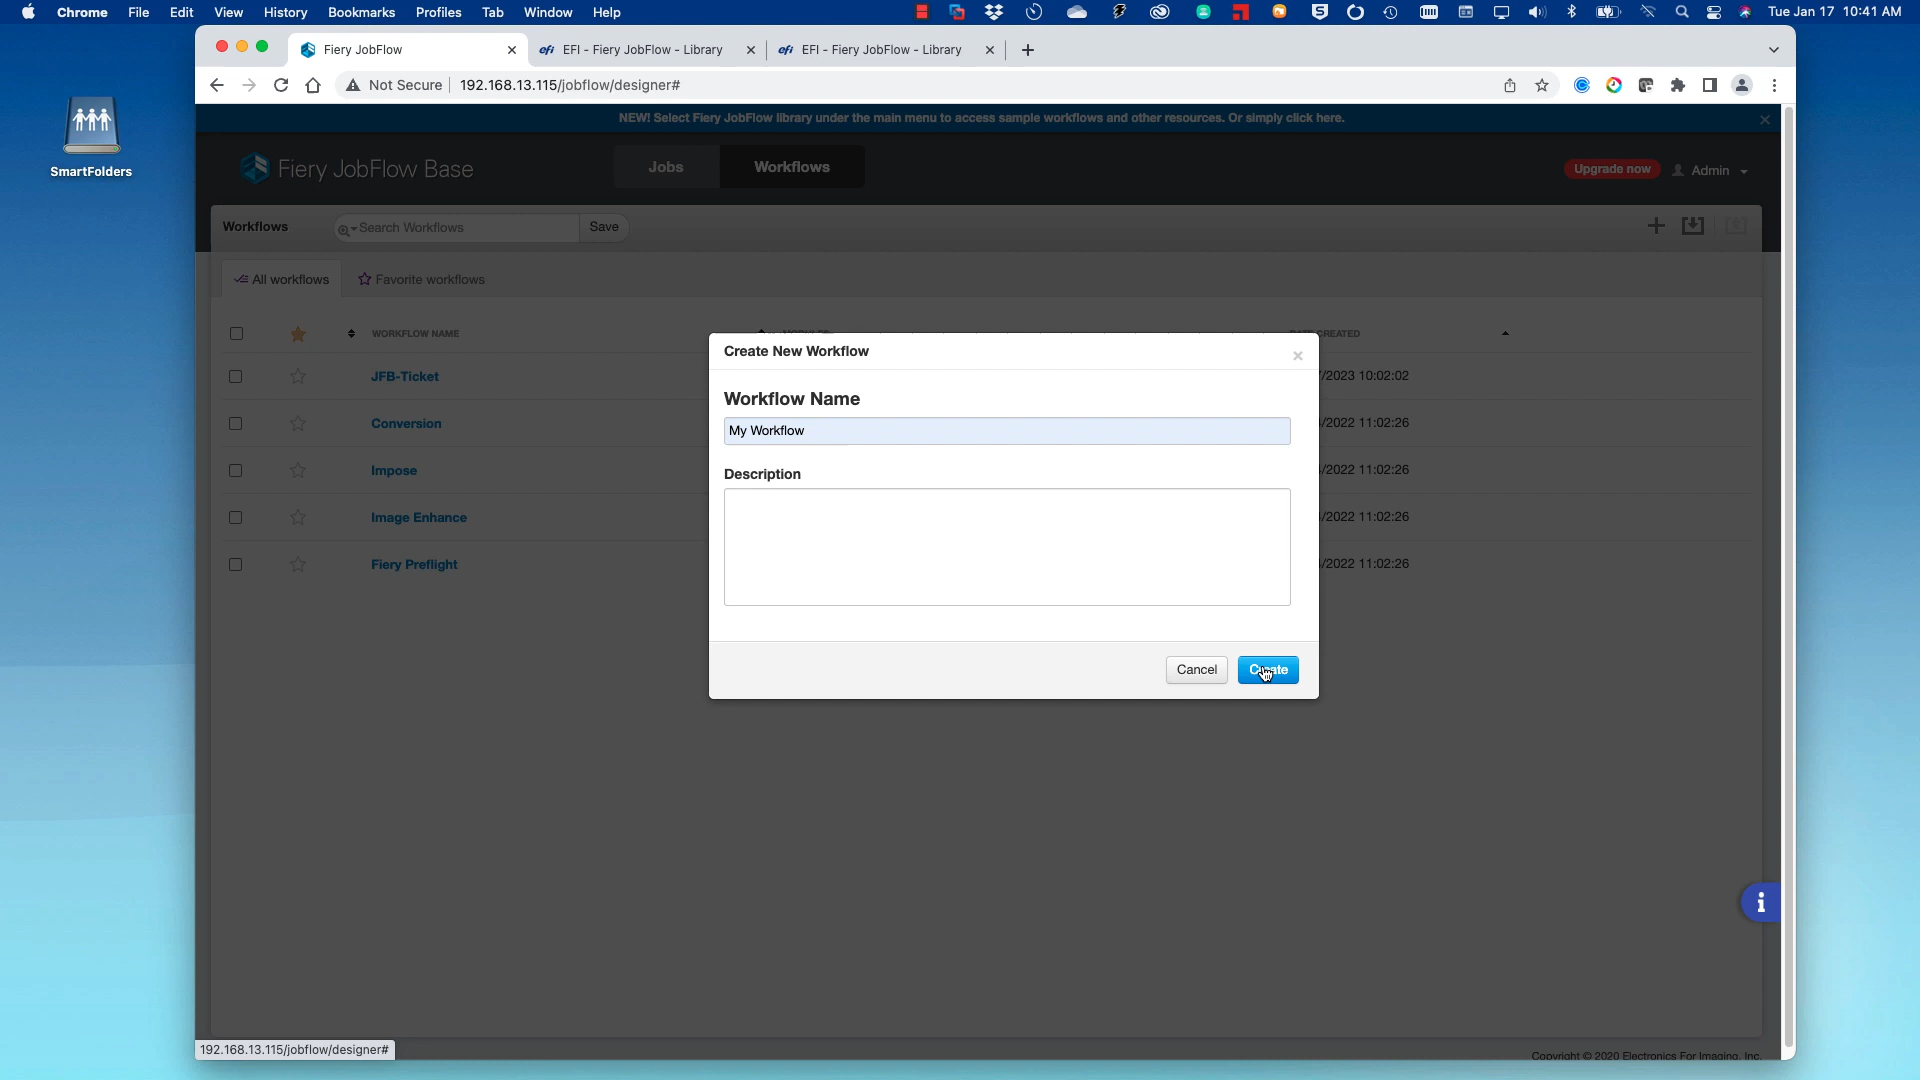 Chrome File Edit View History Bookmarks Profiles Tab Window Help Tue Jan 17 10:41 AM
Fiery JobFlow
efi EFI - Fiery JobFlow - Library
efi EFI - Fiery JobFlow - Library
Not Secure 192.168.13.115/jobflow/designer#
SmartFolders
NEW! Select Fiery JobFlow library under the main menu to access sample workflows and other resources. Or simply click here.
Fiery JobFlow Base
Jobs
Workflows
Upgrade now
Admin
Workflows
Search Workflows
Save
All workflows
Favorite workflows
WORKFLOW NAME
CREATED
JFB-Ticket
/2023 10:02:02
Conversion
/2022 11:02:26
Impose
/2022 11:02:26
Image Enhance
/2022 11:02:26
Fiery Preflight
/2022 11:02:26
Create New Workflow
Workflow Name
My Workflow
Description
Cancel
Create
192.168.13.115/jobflow/designer#
Copyright © 2020 Electronics For Imaging, Inc.